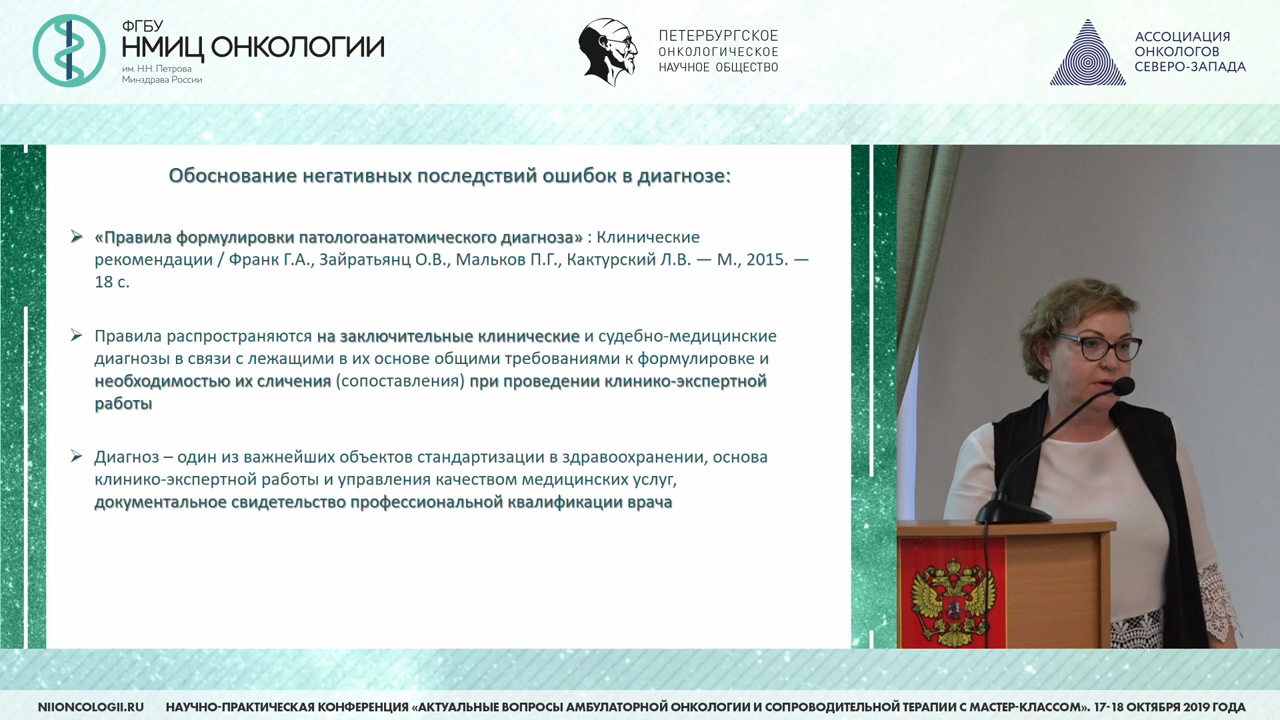 ФГБУ
НМИЦ ОНКОЛОГИИ
им. Н.Н. Петрова
Минздрава России
ПЕТЕРБУРГСКОЕ
ОНКОЛОГИЧЕСКОЕ
НАУЧНОЕ ОБЩЕСТВО
АССОЦИАЦИЯ
ОНКОЛОГОВ
СЕВЕРО-ЗАПАДА
Обоснование негативных последствий ошибок в диагнозе:
«Правила формулировки патологоанатомического диагноза» : Клинические
рекомендации / Франк Г.А., Зайратьянц О.В., Мальков П.Г., Кактурский Л.В. — М., 2015. —
18 с.
Правила распространяются на заключительные клинические и судебно-медицинские
диагнозы в связи с лежащими в их основе общими требованиями к формулировке и
необходимостью их сличения (сопоставления) при проведении клинико-экспертной
работы
Диагноз – один из важнейших объектов стандартизации в здравоохранении, основа
клинико-экспертной работы и управления качеством медицинских услуг,
документальное свидетельство профессиональной квалификации врача
NIIONCOLOGII.RU НАУЧНО-ПРАКТИЧЕСКАЯ КОНФЕРЕНЦИЯ «АКТУАЛЬНЫЕ ВОПРОСЫ АМБУЛАТОРНОЙ ОНКОЛОГИИ И СОПРОВОДИТЕЛЬНОЙ ТЕРАПИИ С МАСТЕР-КЛАССОМ». 17-18 ОКТЯБРЯ 2019 ГОДА